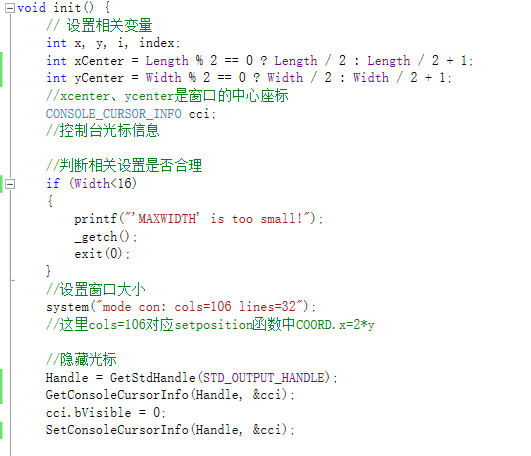 void init() {
// 设置相关变量
int x, y, i, index;
int xCenter = Length % 2 == 0 ? Length / 2 : Length / 2 + 1;
int yCenter = Width % 2 == 0 ? Width / 2 : Width / 2 + 1;
//xcenter、ycenter是窗口的中心座标
CONSOLE_CURSOR_INFO cci;
//控制台光标信息
//判断相关设置是否合理
if (Width<16)
{
printf("'MAXWIDTH' is too small!");
_getch();
exit(0);
}
//设置窗口大小
system("mode con: cols=106 lines=32");
//这里cols=106对应setposition函数中COORD.x=2*y
//隐藏光标
Handle = GetStdHandle(STD_OUTPUT_HANDLE);
GetConsoleCursorInfo(Handle, &cci);
cci.bVisible = 0;
SetConsoleCursorInfo(Handle, &cci);